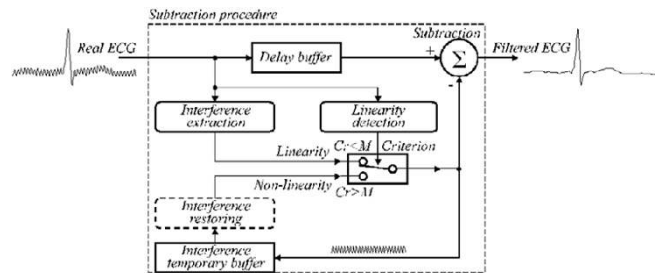 Subtraction procedure
Subtraction
Real ECG
Delay buffer
+
Σ
Filtered ECG
-
Interference
extraction
Linearity
detection
Linearity
Cr<M
Criterion
Non-linearity
Cr>M
Interference
restoring
Interference
temporary buffer